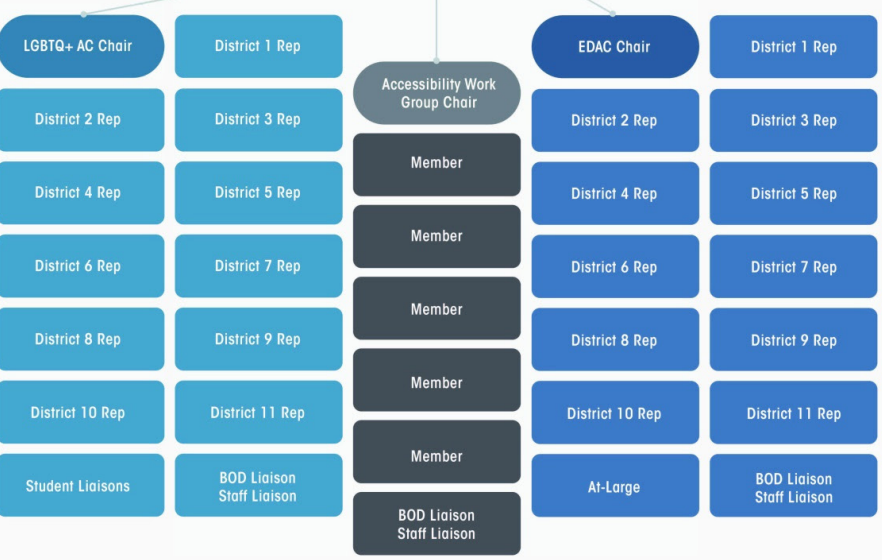 LGBTQ+ AC Chair
District 1 Rep
District 2 Rep
District 3 Rep
District 4 Rep
District 5 Rep
District 6 Rep
District 7 Rep
District 8 Rep
District 9 Rep
District 10 Rep
District 11 Rep
Student Liaisons
BOD Liaison
Staff Liaison
Accessibility Work
Group Chair
Member
Member
Member
Member
Member
BOD Liaison
Staff Liaison
EDAC Chair
District 1 Rep
District 2 Rep
District 3 Rep
District 4 Rep
District 5 Rep
District 6 Rep
District 7 Rep
District 8 Rep
District 9 Rep
District 10 Rep
District 11 Rep
At-Large
BOD Liaison
Staff Liaison